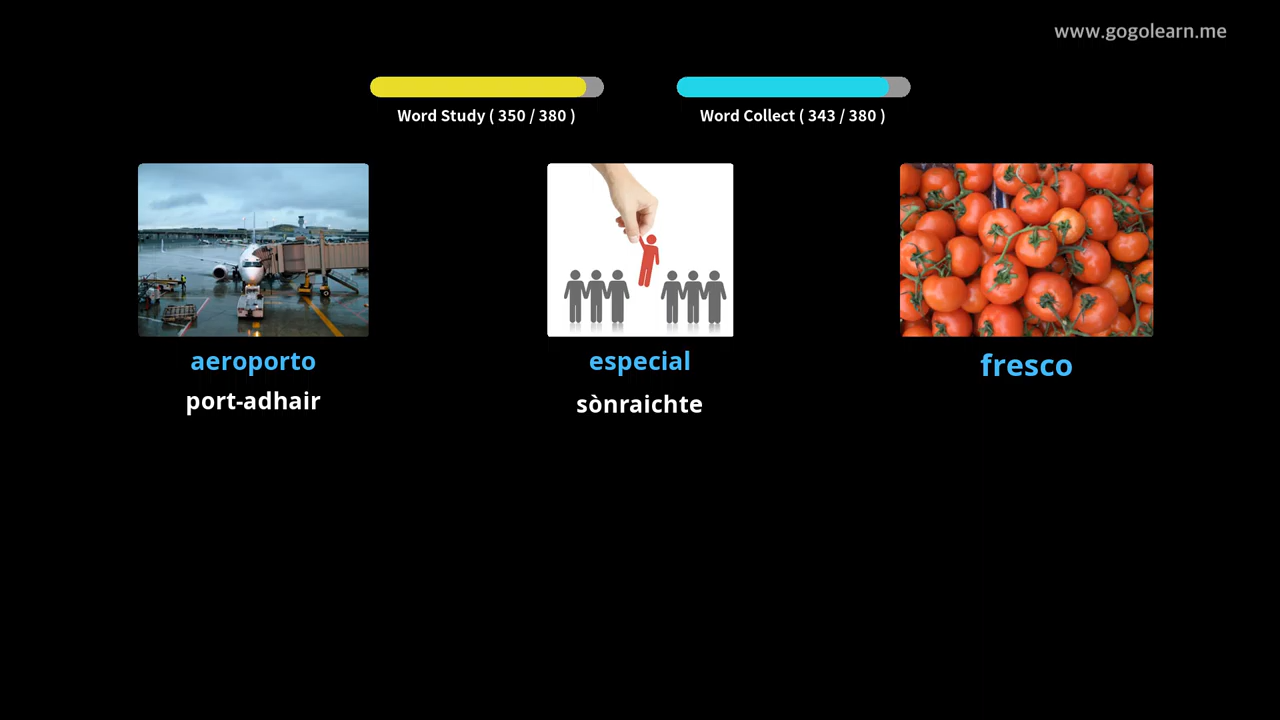 www.gogolearn.me
Word Study ( 350 / 380 )
Word Collect ( 343 / 380 )
aeroporto
port-adhair
especial
sònraichte
fresco